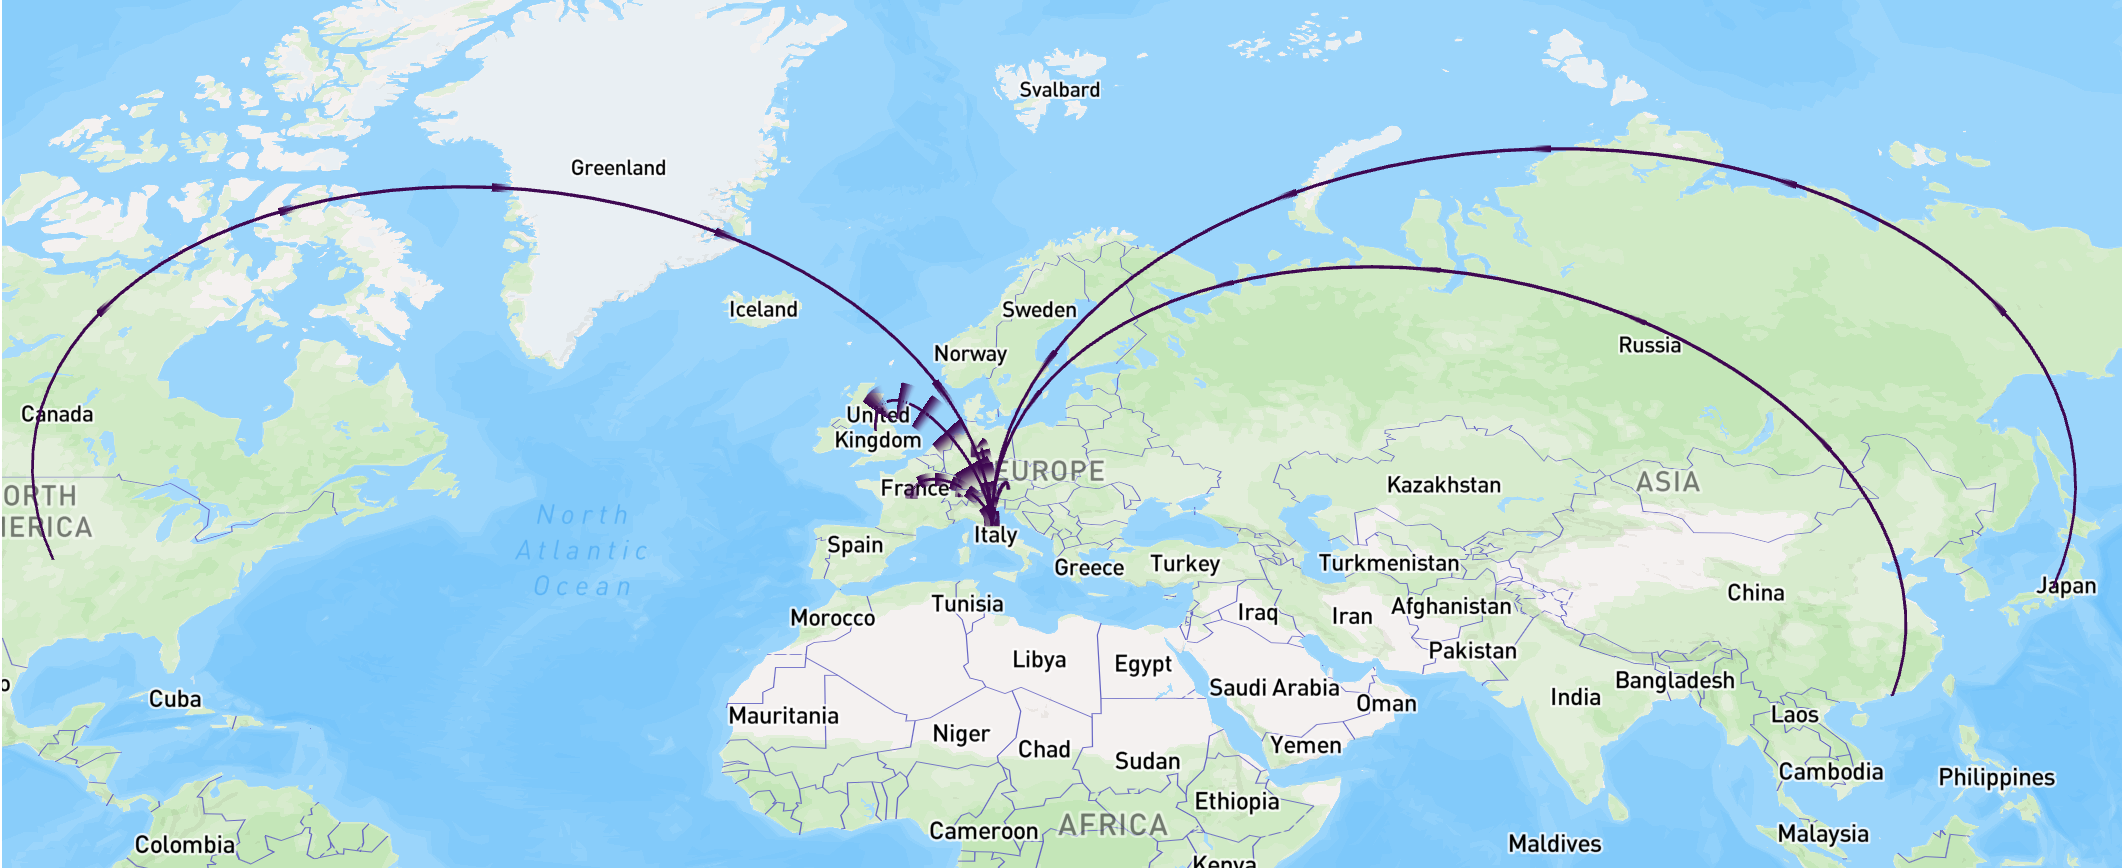 Svalbard
Greenland
Iceland
Sweden
Norway
Russia
Canada
United
Kingdom
EUROPE
ASIA
Kazakhstan
France
ORTH
IERICA
North
Atlantic
Ocean
Italy
Spain
Greece
Turkey
Turkmenistan
China
Japan
Tunisia
Morocco
Iraq
Iran
Afghanistan
Pakistan
Libya
Egypt
Saudi Arabia
Oman
Bangladesh
India
o
Cuba
Mauritania
Niger
Chad
Sudan
Yemen
Laos
Cambodia
Philippines
Ethiopia
Cameroon
AFRICA
Colombia
Maldives
Malaysia
Kenya